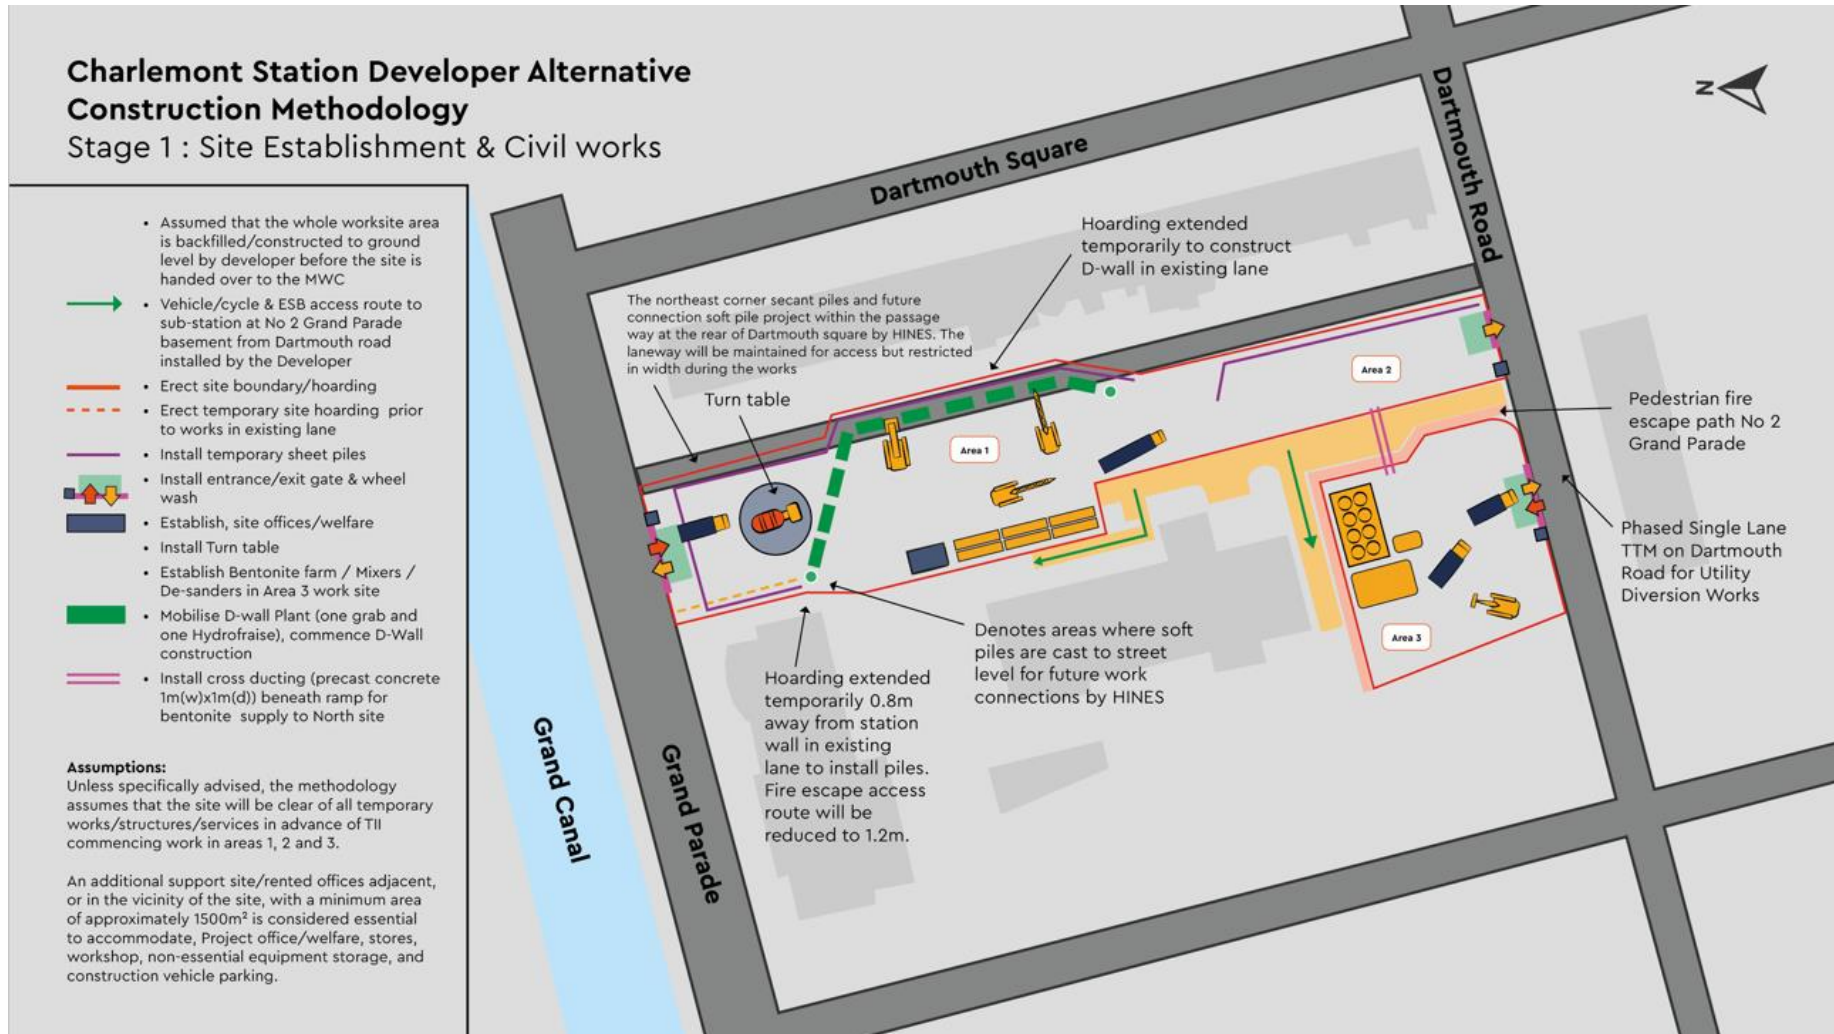 Charlemont Station Developer Alternative
Construction Methodology
Stage 1 : Site Establishment & Civil works
• Assumed that the whole worksite area
is backfilled/constructed to ground
level by developer before the site is
handed over to the MWC
• Vehicle/cycle & ESB access route to
sub-station at No 2 Grand Parade
basement from Dartmouth road
installed by the Developer
• Erect site boundary/hoarding
• Erect temporary site hoarding prior
to works in existing lane
• Install temporary sheet piles
• Install entrance/exit gate & wheel
wash
• Establish, site offices/welfare
• Install Turn table
• Establish Bentonite farm / Mixers /
De-sanders in Area 3 work site
• Mobilise D-wall Plant (one grab and
one Hydrofraise), commence D-Wall
construction
• Install cross ducting (precast concrete
1m(w)x1m(d)) beneath ramp for
bentonite supply to North site
Assumptions:
Unless specifically advised, the methodology
assumes that the site will be clear of all temporary
works/structures/services in advance of TII
commencing work in areas 1, 2 and 3.
An additional support site/rented offices adjacent,
or in the vicinity of the site, with a minimum area
of approximately 1500m² is considered essential
to accommodate, Project office/welfare, stores,
workshop, non-essential equipment storage, and
construction vehicle parking.
Dartmouth Square
Dartmouth Road
N
Hoarding extended
temporarily to construct
D-wall in existing lane
The northeast corner secant piles and future
connection soft pile project within the passage
way at the rear of Dartmouth square by HINES. The
laneway will be maintained for access but restricted
in width during the works
Turn table
Area 1
Area 2
Area 3
Pedestrian fire
escape path No 2
Grand Parade
Phased Single Lane
TTM on Dartmouth
Road for Utility
Diversion Works
Denotes areas where soft
piles are cast to street
level for future work
connections by HINES
Hoarding extended
temporarily 0.8m
away from station
wall in existing
lane to install piles.
Fire escape access
route will be
reduced to 1.2m.
Grand Canal
Grand Parade